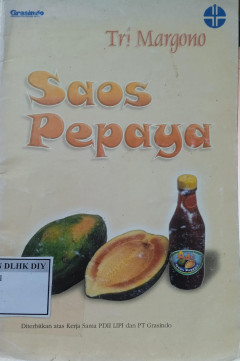 Grasindo
Tri Margono
Saos
Pepaya
S DLHK DIY
Diterbitkan atas Kerja Sama PDII LIPI dan PT Grasindo